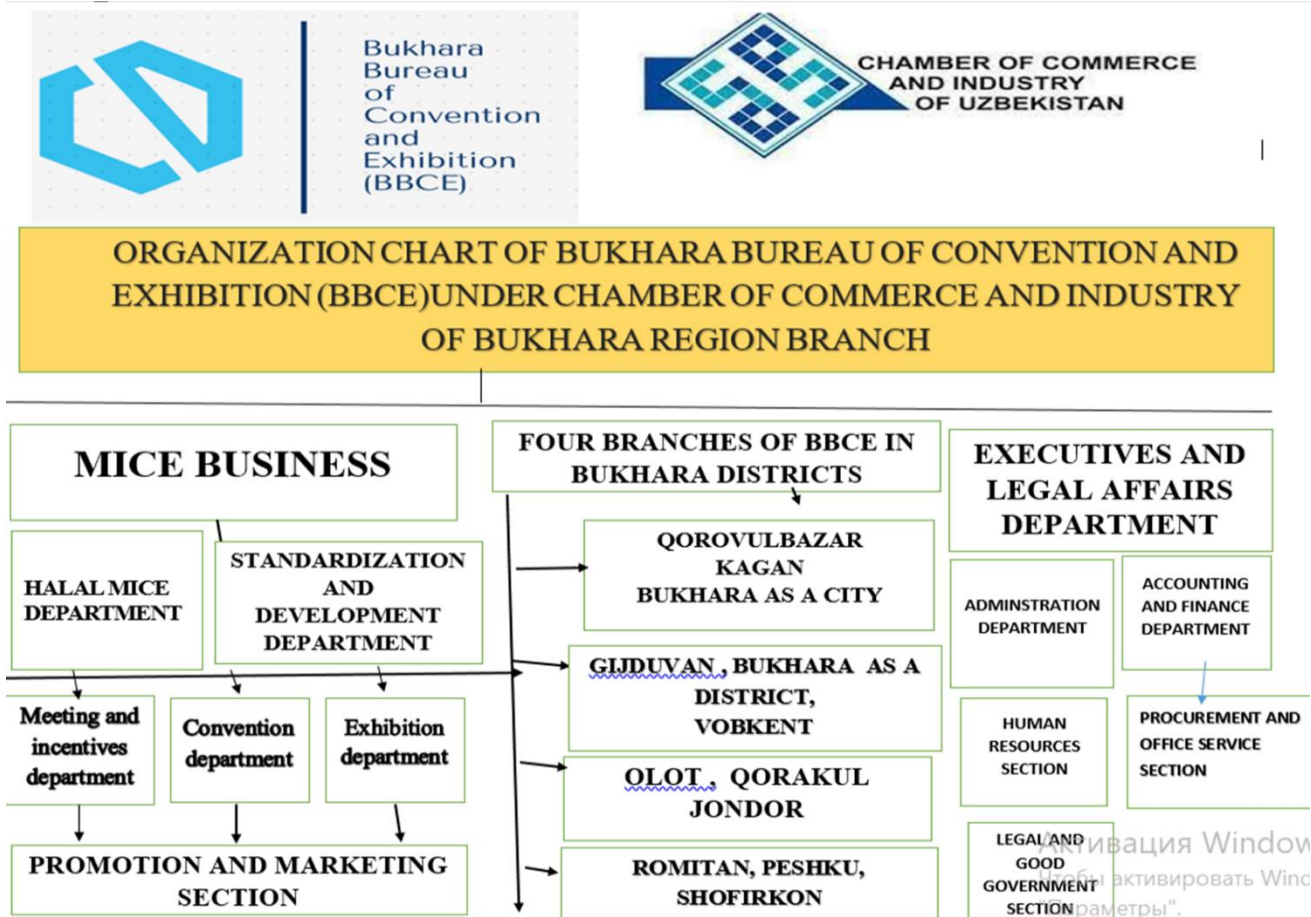 Bukhara
Bureau
of
Convention
and
Exhibition
(BBCE)
CHAMBER OF COMMERCE
AND INDUSTRY
OF UZBEKISTAN
ORGANIZATION CHART OF BUKHARA BUREAU OF CONVENTION AND
EXHIBITION (BBCE)UNDER CHAMBER OF COMMERCE AND INDUSTRY
OF BUKHARA REGION BRANCH
MICE BUSINESS
HALAL MICE
DEPARTMENT
STANDARDIZATION
AND
DEVELOPMENT
DEPARTMENT
Meeting and
incentives
department
Convention
department
Exhibition
department
PROMOTION AND MARKETING
SECTION
FOUR BRANCHES OF BBCE IN
BUKHARA DISTRICTS
QOROVULBAZAR
KAGAN
BUKHARA AS A CITY
GIJDUVAN , BUKHARA AS A
DISTRICT,
VOBKENT
OLOT , QORAKUL
JONDOR
ROMITAN, PESHKU,
SHOFIRKON
EXECUTIVES AND
LEGAL AFFAIRS
DEPARTMENT
ADMINSTRATION
DEPARTMENT
ACCOUNTING
AND FINANCE
DEPARTMENT
HUMAN
RESOURCES
SECTION
PROCUREMENT AND
OFFICE SERVICE
SECTION
LEGAL AND
GOOD
GOVERNMENT
SECTION
Активация Window
Чтобы активировать Wind
"Параметры".